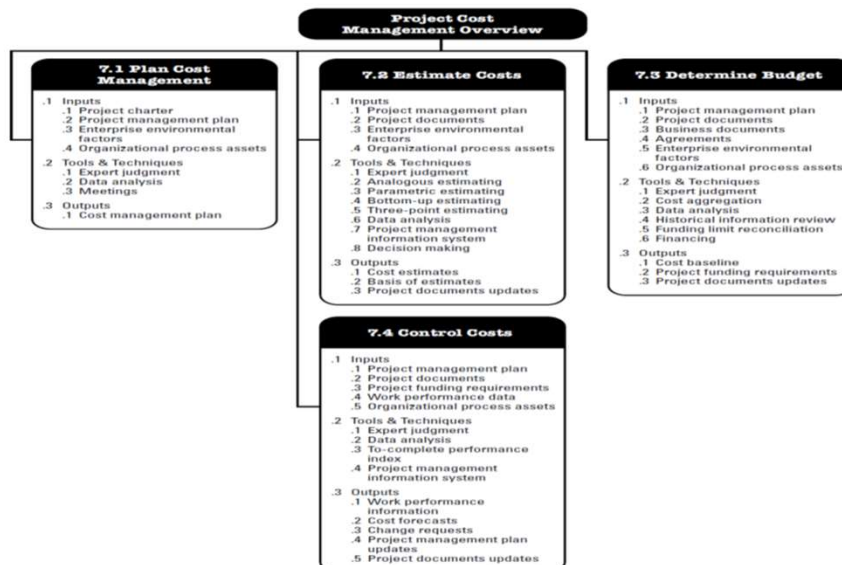 Project Cost
Management Overview
7.1 Plan Cost
Management
.1 Inputs
.1 Project charter
.2 Project management plan
.3 Enterprise environmental
factors
.4 Organizational process assets
.2 Tools & Techniques
.1 Expert judgment
.2 Data analysis
.3 Meetings
.3 Outputs
.1 Cost management plan
7.2 Estimate Costs
.1 Inputs
.1 Project management plan
.2 Project documents
.3 Enterprise environmental
factors
.4 Organizational process assets
.2 Tools & Techniques
.1 Expert judgment
.2 Analogous estimating
.3 Parametric estimating
.4 Bottom-up estimating
.5 Three-point estimating
.6 Data analysis
.7 Project management
information system
.8 Decision making
.3 Outputs
.1 Cost estimates
.2 Basis of estimates
.3 Project documents updates
7.3 Determine Budget
.1 Inputs
.1 Project management plan
.2 Project documents
.3 Business documents
.4 Agreements
.5 Enterprise environmental
factors
.6 Organizational process assets
.2 Tools & Techniques
.1 Expert judgment
.2 Cost aggregation
.3 Data analysis
.4 Historical information review
.5 Funding limit reconciliation
.6 Financing
.3 Outputs
.1 Cost baseline
.2 Project funding requirements
.3 Project documents updates
7.4 Control Costs
.1 Inputs
.1 Project management plan
.2 Project documents
.3 Project funding requirements
.4 Work performance data
.5 Organizational process assets
.2 Tools & Techniques
.1 Expert judgment
.2 Data analysis
.3 To-complete performance
index
.4 Project management
information system
.3 Outputs
.1 Work performance
information
.2 Cost forecasts
.3 Change requests
.4 Project management plan
updates
.5 Project documents updates